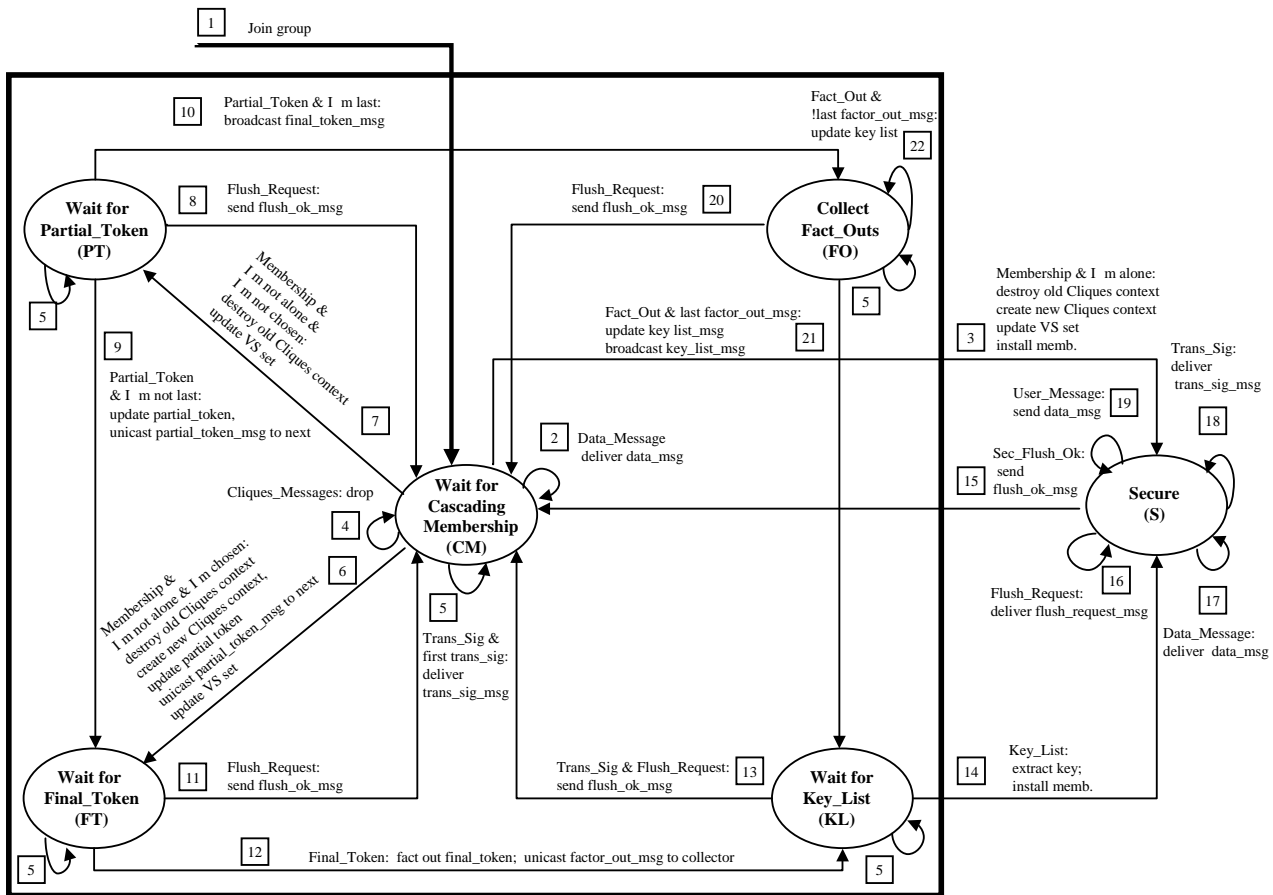 1
Join group
10
Partial_Token & I m last:
broadcast final_token_msg
Fact_Out &
!last factor_out_msg:
update key list
22
Wait for
Partial_Token
(PT)
8
Flush_Request:
send flush_ok_msg
Flush_Request:
send flush_ok_msg
20
Collect
Fact_Outs
(FO)
5
5
Membership &
I m not alone &
I m not chosen:
destroy old Cliques context
update VS set
7
9
Partial_Token
& I m not last:
update partial_token,
unicast partial_token_msg to next
Fact_Out & last factor_out_msg:
update key list_msg
broadcast key_list_msg
21
3
Membership & I m alone:
destroy old Cliques context
create new Cliques context
update VS set
install memb.
Trans_Sig:
deliver
trans_sig_msg
18
User_Message:
send data_msg
19
2
Data_Message
deliver data_msg
Sec_Flush_Ok:
send
flush_ok_msg
15
Cliques_Messages: drop
4
Wait for
Cascading
Membership
(CM)
Secure
(S)
6
Membership &
I m not alone & I m chosen:
destroy old Cliques context
create new Cliques context,
update partial token
unicast partial_token_msg to next
update VS set
5
Trans_Sig &
first trans_sig:
deliver
trans_sig_msg
16
Flush_Request:
deliver flush_request_msg
17
Data_Message:
deliver data_msg
Wait for
Final_Token
(FT)
11
Flush_Request:
send flush_ok_msg
Trans_Sig & Flush_Request:
send flush_ok_msg
13
Wait for
Key_List
(KL)
14
Key_List:
extract key;
install memb.
5
12
Final_Token: fact out final_token; unicast factor_out_msg to collector
5